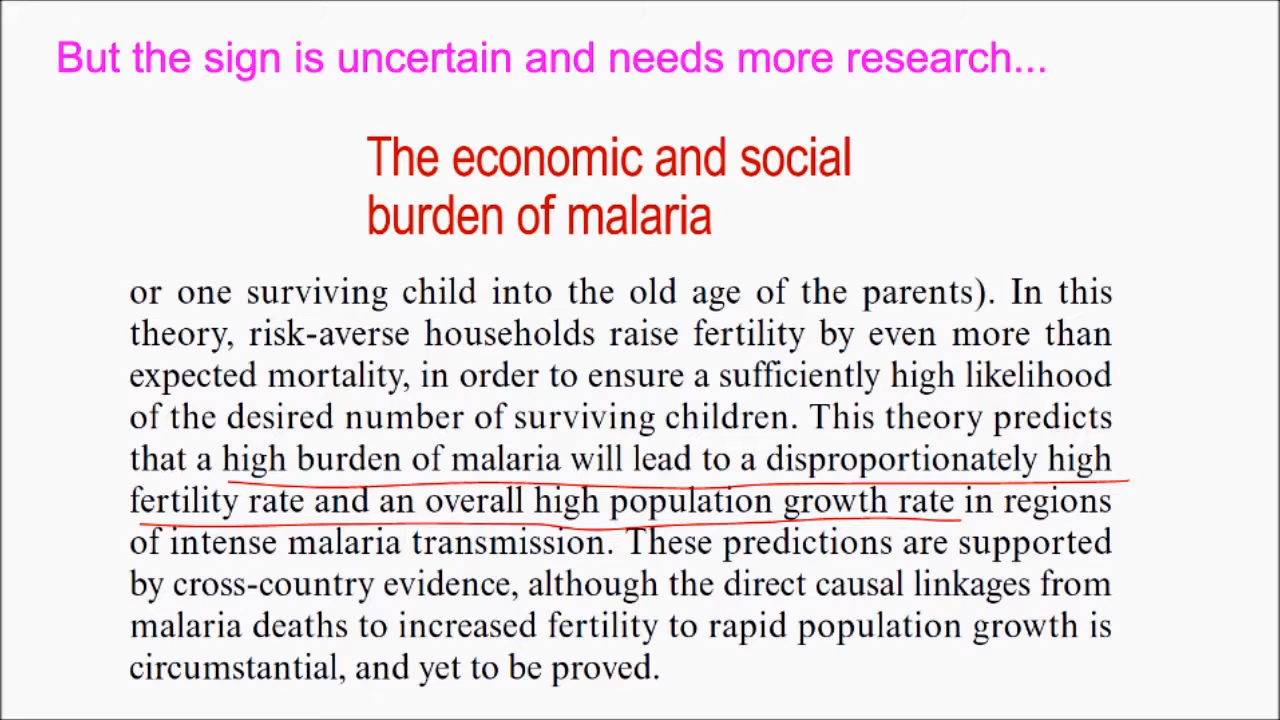 But the sign is uncertain and needs more research...
The economic and social
burden of malaria
or one surviving child into the old age of the parents). In this
theory, risk-averse households raise fertility by even more than
expected mortality, in order to ensure a sufficiently high likelihood
of the desired number of surviving children. This theory predicts
that a high burden of malaria will lead to a disproportionately high
fertility rate and an overall high population growth rate in regions
of intense malaria transmission. These predictions are supported
by cross-country evidence, although the direct causal linkages from
malaria deaths to increased fertility to rapid population growth is
circumstantial, and yet to be proved.